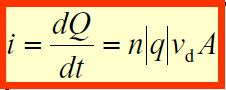 i = dQ/dt = n|q|v_d A